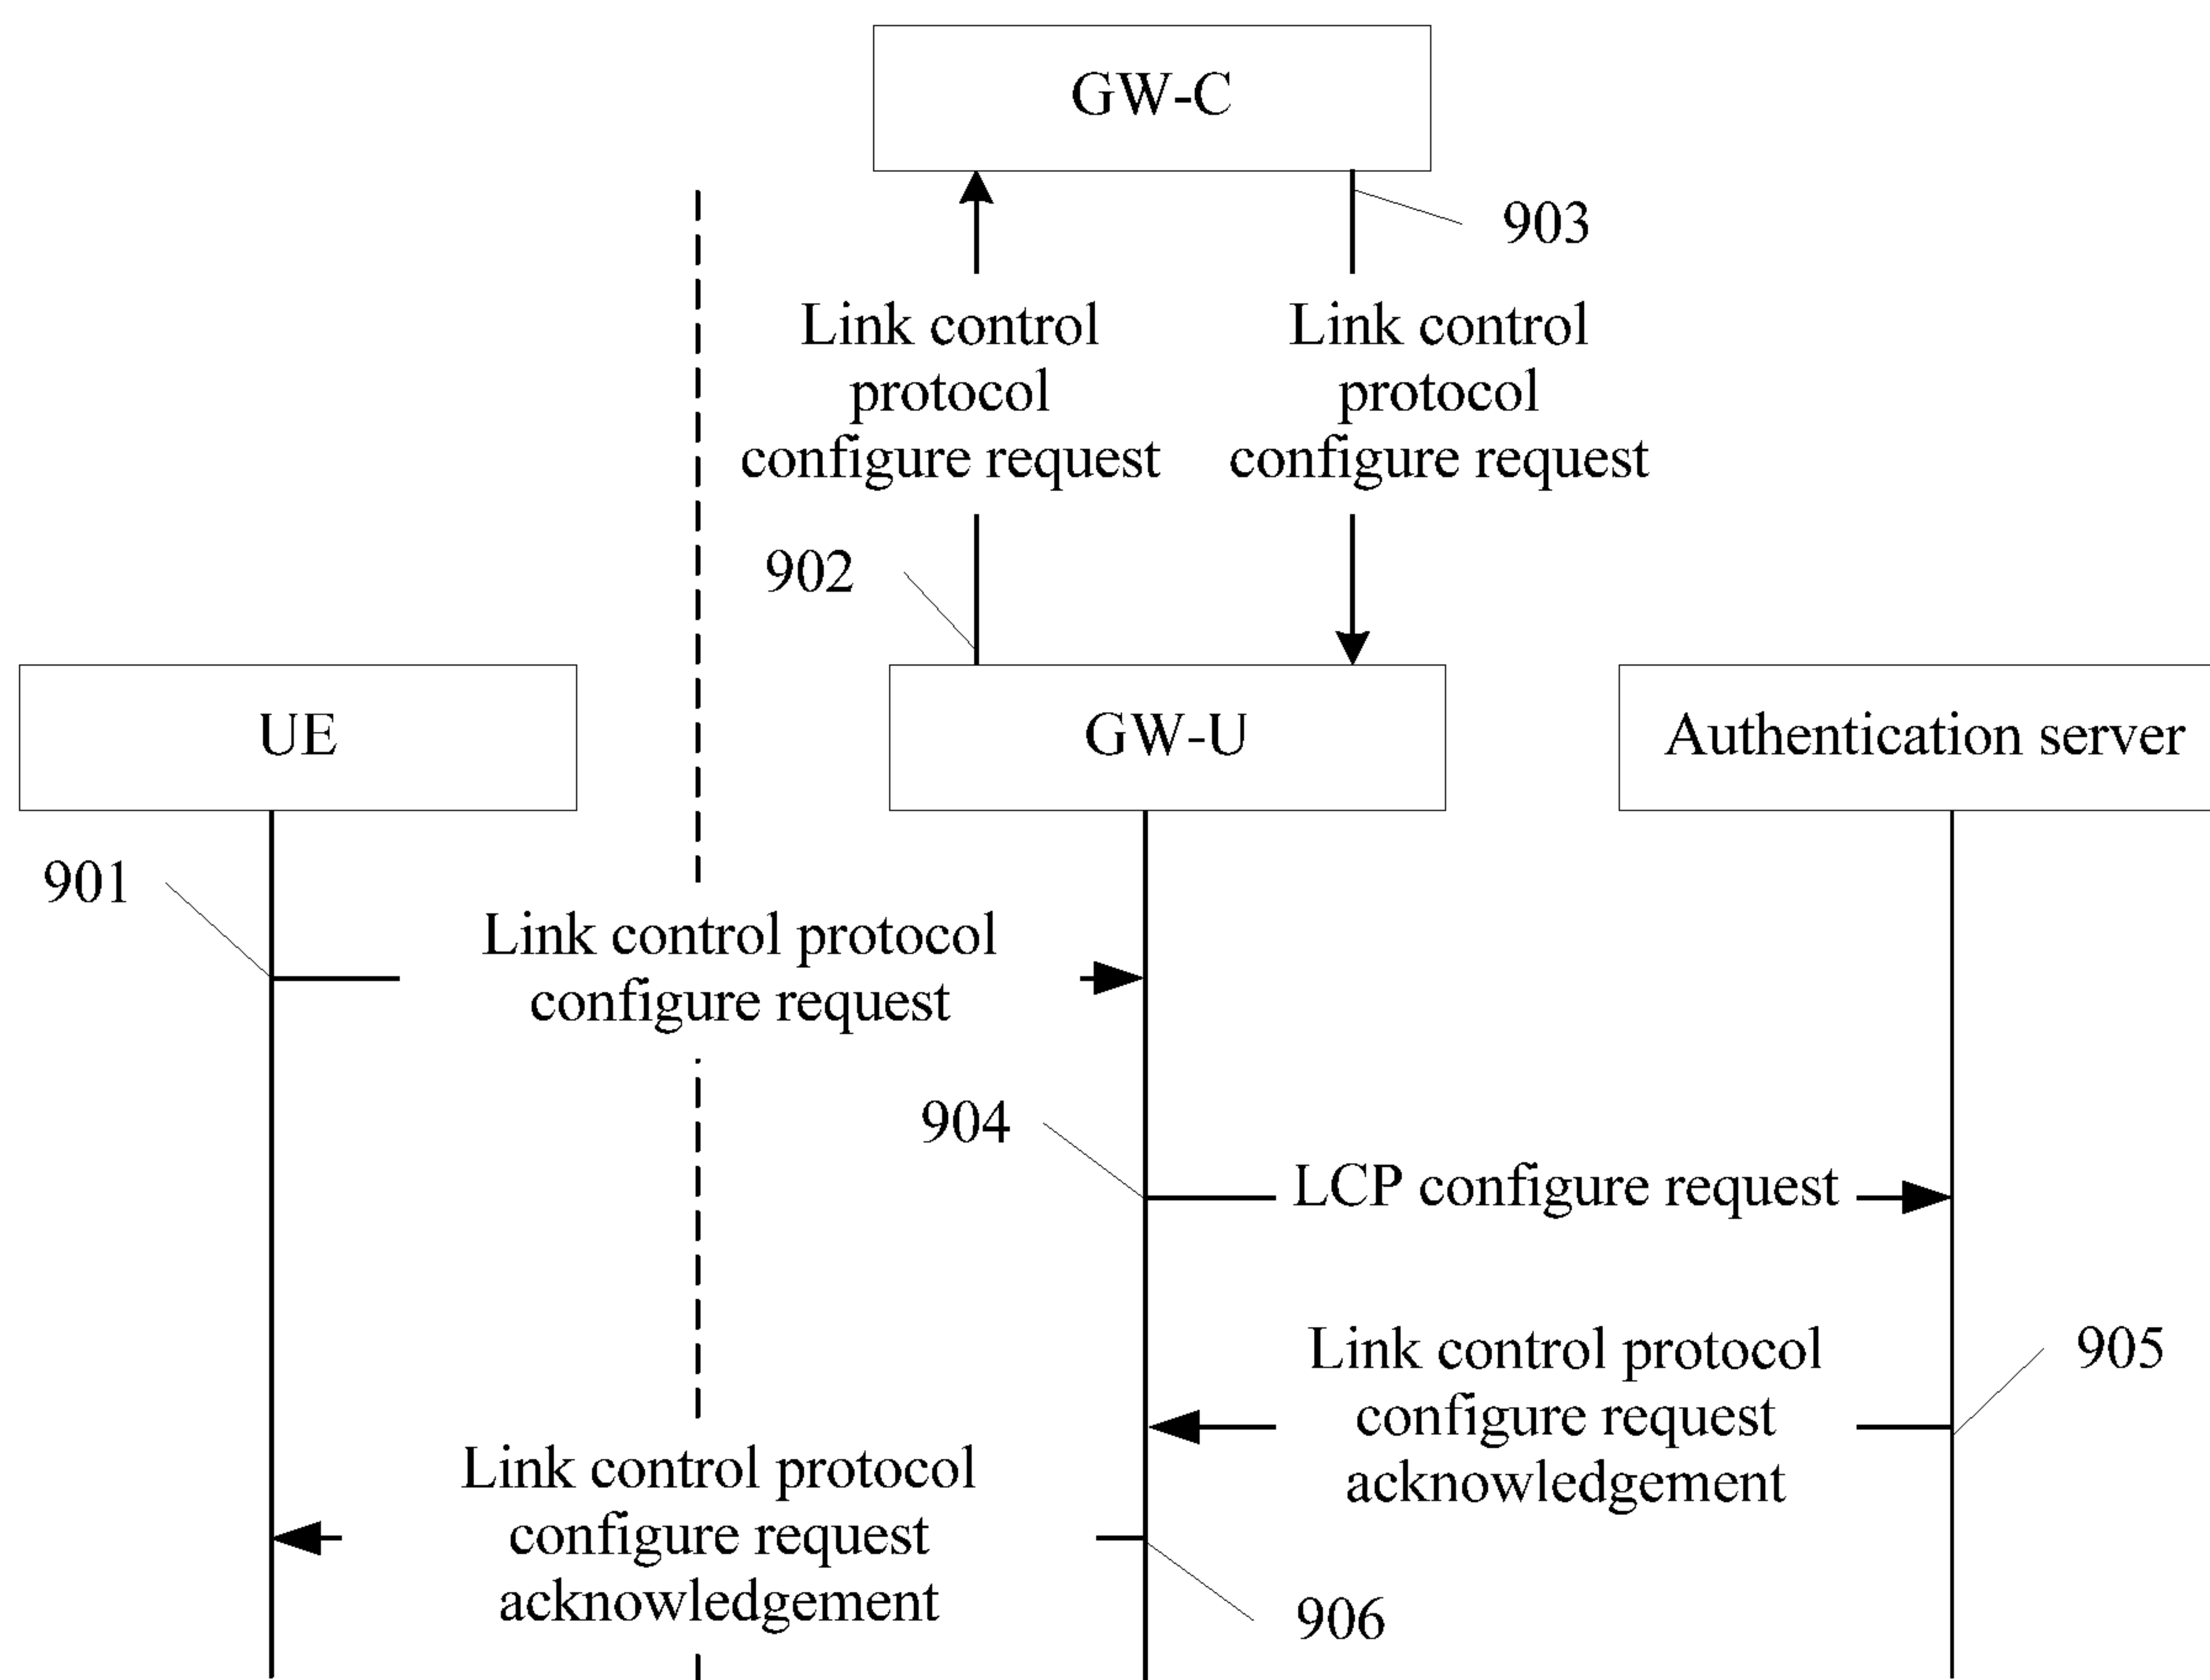 GW-C
903
Link control
protocol
configure request
Link control
protocol
configure request
902
UE
GW-U
Authentication server
901
Link control protocol
configure request
904
LCP configure request
Link control protocol
configure request
acknowledgement
905
Link control protocol
configure request
acknowledgement
906